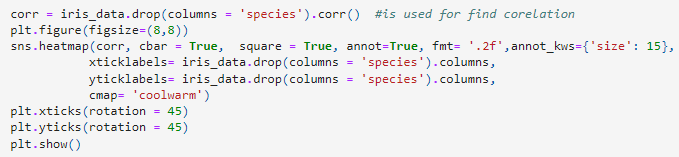 corr = iris_data.drop(columns = 'species').corr()  #is used for find corelation
plt.figure(figsize=(8,8))
sns.heatmap(corr, cbar = True,  square = True, annot=True, fmt= '.2f',annot_kws={'size': 15},
           xticklabels= iris_data.drop(columns = 'species').columns,
           yticklabels= iris_data.drop(columns = 'species').columns,
           cmap= 'coolwarm')
plt.xticks(rotation = 45)
plt.yticks(rotation = 45)
plt.show()